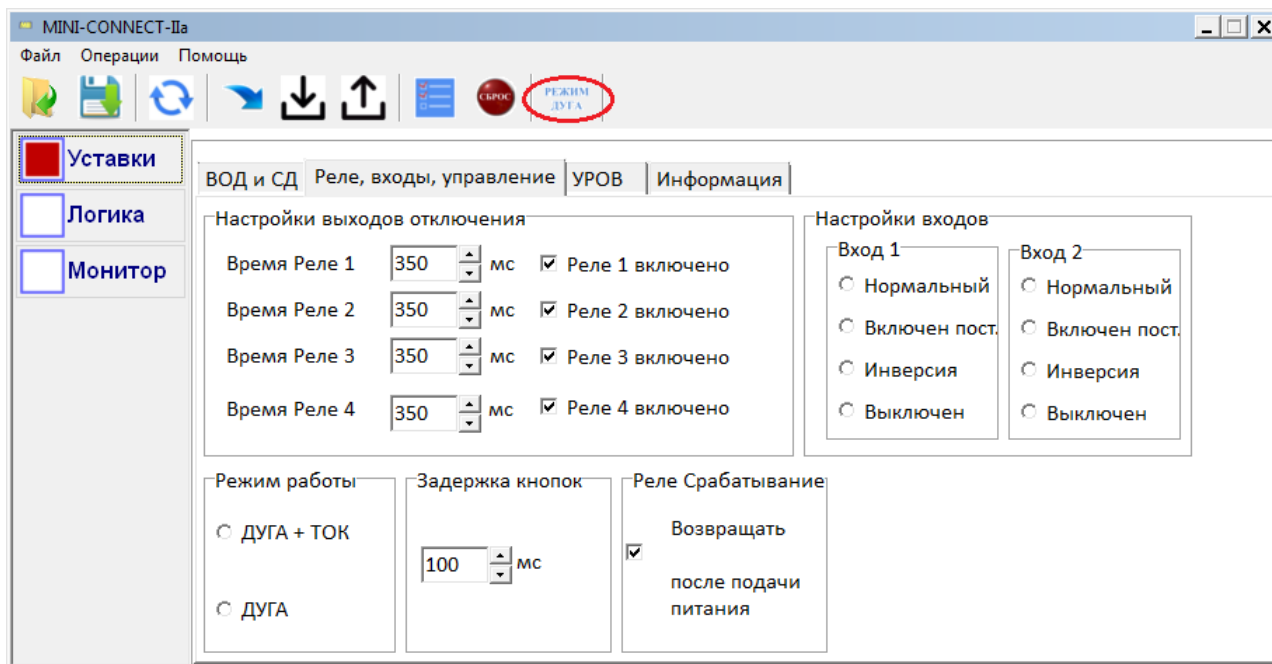 MINI-CONNECT-IIa
Файл Операции Помощь
СБРОС
РЕЖИМ
ДУГА
Уставки
Логика
Монитор
ВОД и СД Реле, входы, управление УРОВ Информация
Настройки выходов отключения
Время Реле 1 350 мс Реле 1 включено
Время Реле 2 350 мс Реле 2 включено
Время Реле 3 350 мс Реле 3 включено
Время Реле 4 350 мс Реле 4 включено
Настройки входов
Вход 1
Нормальный
Включен пост.
Инверсия
Выключен
Вход 2
Нормальный
Включен пост.
Инверсия
Выключен
Режим работы
ДУГА + ТОК
ДУГА
Задержка кнопок
100 мс
Реле Срабатывание
Возвращать
после подачи
питания